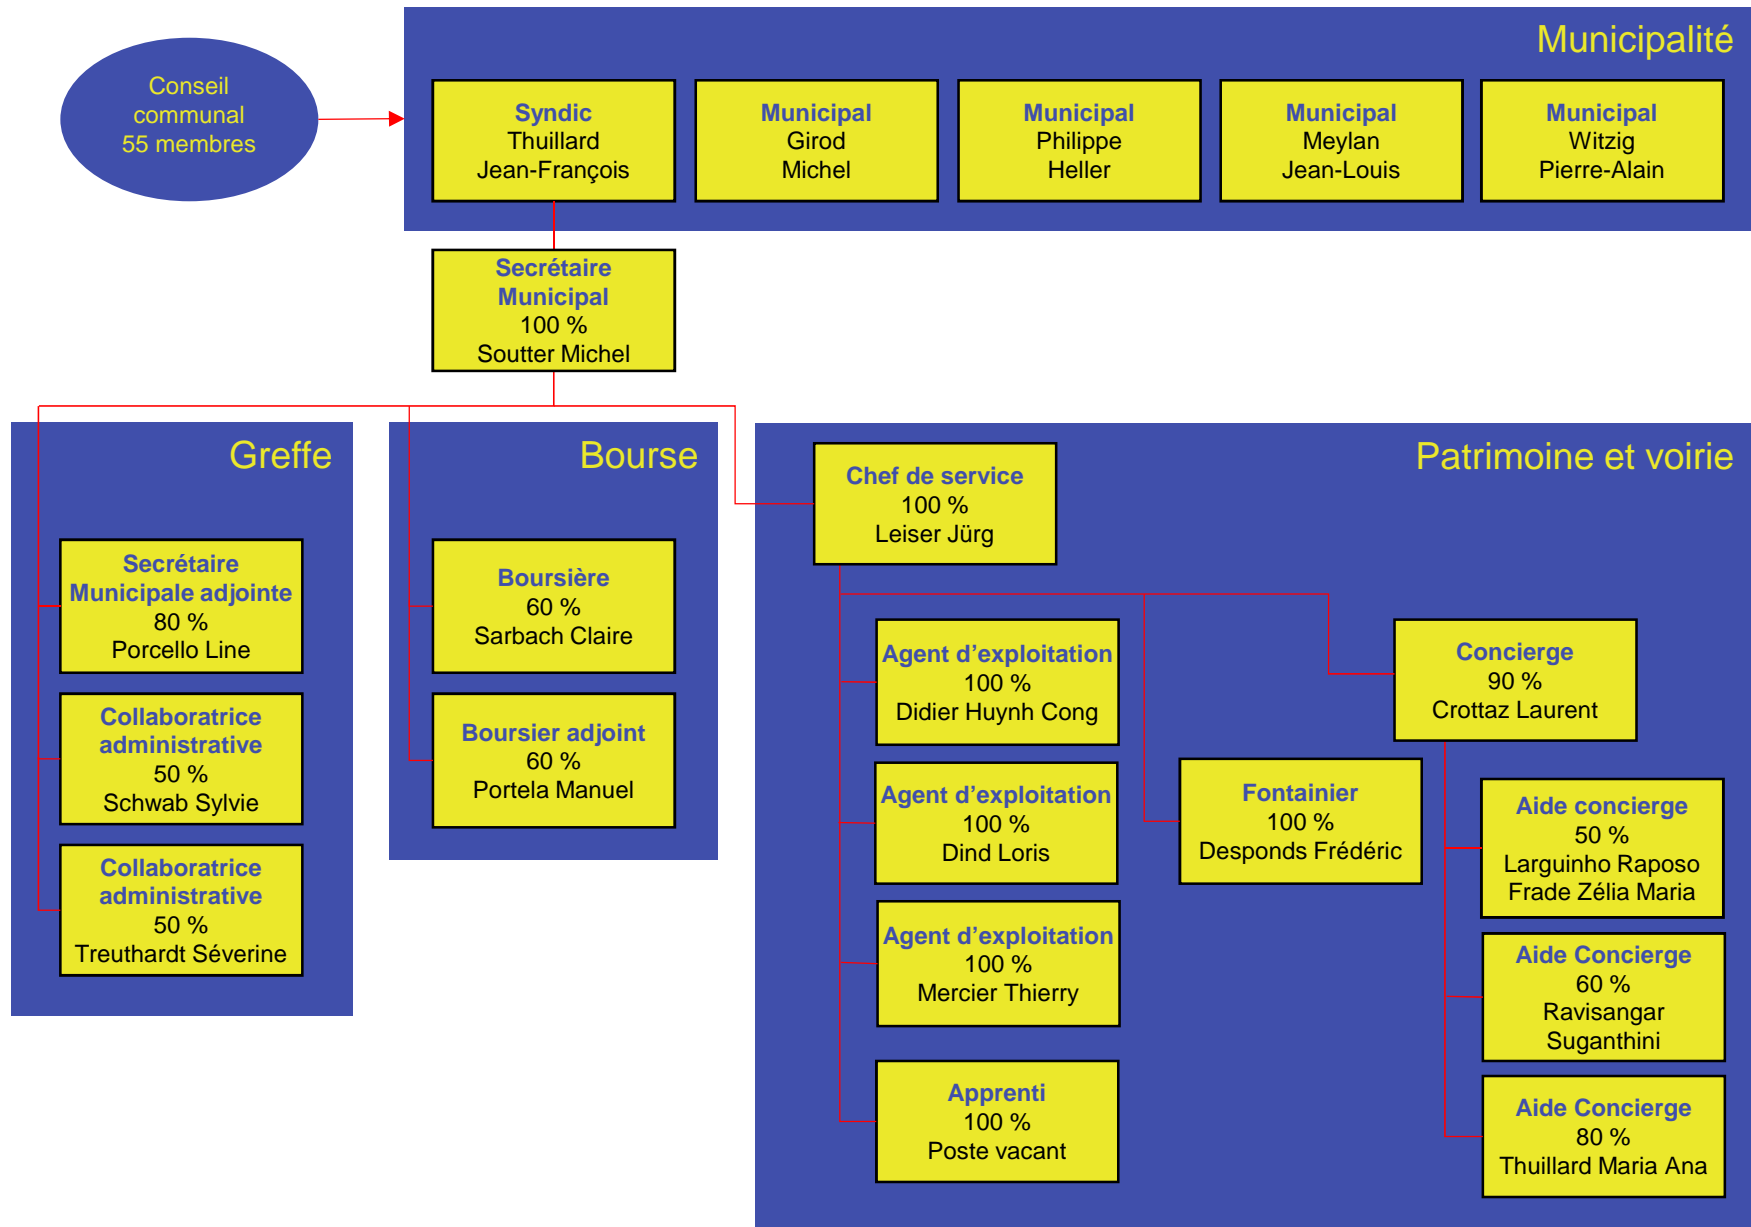 Conseil
communal
55 membres
Municipalité
Syndic
Thuillard
Jean-François
Municipal
Girod
Michel
Municipal
Philippe
Heller
Municipal
Meylan
Jean-Louis
Municipal
Witzig
Pierre-Alain
Secrétaire
Municipal
100 %
Soutter Michel
Greffe
Secrétaire
Municipale adjointe
80 %
Porcello Line
Collaboratrice
administrative
50 %
Schwab Sylvie
Collaboratrice
administrative
50 %
Treuthardt Séverine
Bourse
Boursière
60 %
Sarbach Claire
Boursier adjoint
60 %
Portela Manuel
Patrimoine et voirie
Chef de service
100 %
Leiser Jürg
Agent d’exploitation
100 %
Didier Huynh Cong
Agent d’exploitation
100 %
Dind Loris
Agent d’exploitation
100 %
Mercier Thierry
Apprenti
100 %
Poste vacant
Fontainier
100 %
Desponds Frédéric
Concierge
90 %
Crottaz Laurent
Aide concierge
50 %
Larguinho Raposo
Frade Zélia Maria
Aide Concierge
60 %
Ravisangar
Suganthini
Aide Concierge
80 %
Thuillard Maria Ana